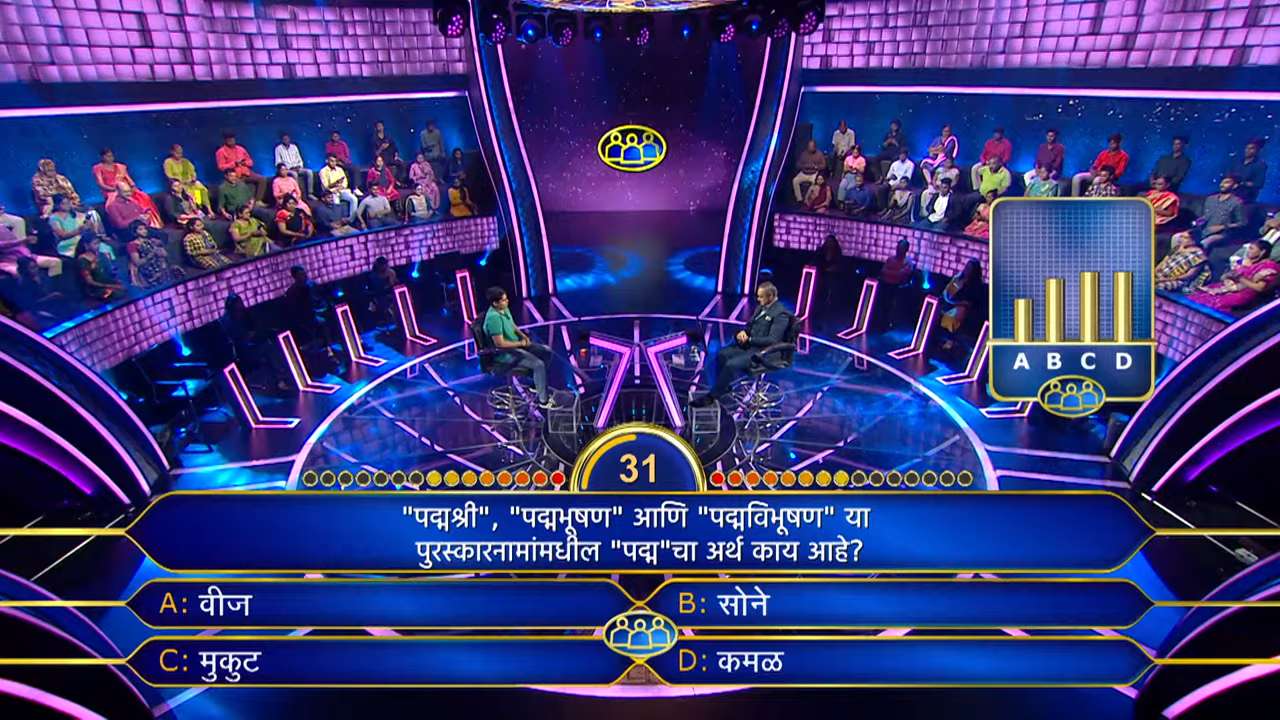 A B C D
31
"पद्मश्री", "पद्मभूषण" आणि "पद्मविभूषण" या
पुरस्कारनामांमधील "पद्म"चा अर्थ काय आहे?
A: वीज
B: सोने
C: मुकुट
D: कमळ